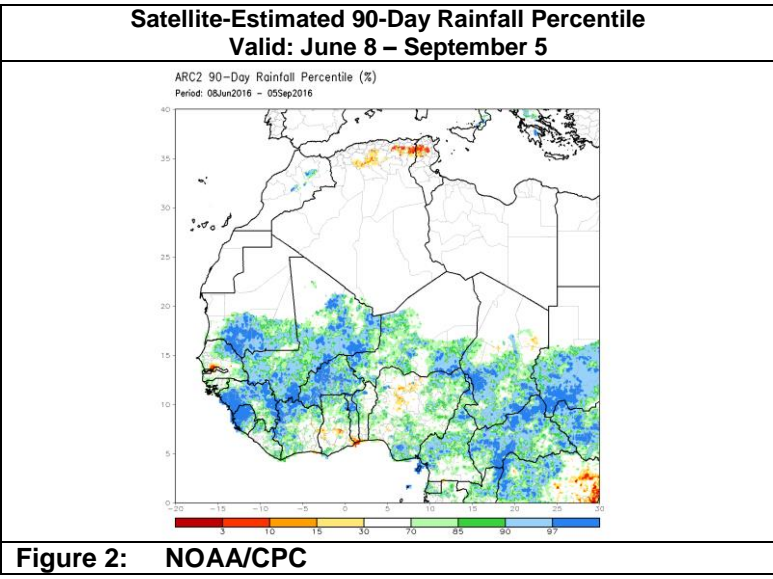 Satellite-Estimated 90-Day Rainfall Percentile
Valid: June 8 – September 5
ARC2 90-Day Rainfall Percentile (%)
Period: 08Jun2016 - 05Sep2016
40
35
30
25
20
15
10
5
0
-20 -15 -10 -5 0 5 10 15 20 25 30
3 10 15 30 70 85 90 97
Figure 2: NOAA/CPC